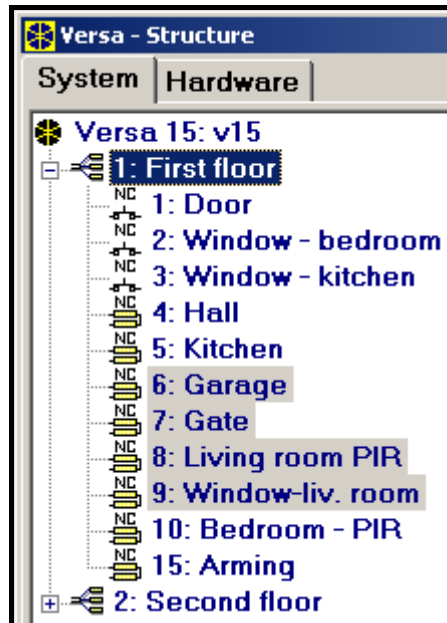 Versa - Structure
System Hardware
Versa 15: v15
1: First floor
NC 1: Door
NC 2: Window - bedroom
NC 3: Window - kitchen
NC 4: Hall
NC 5: Kitchen
NC 6: Garage
NC 7: Gate
NC 8: Living room PIR
NC 9: Window-liv. room
NC 10: Bedroom - PIR
NC 15: Arming
2: Second floor